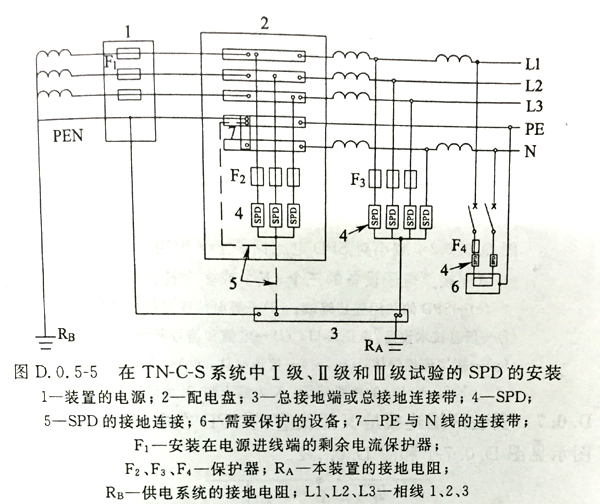 1
2
F₁
L1
L2
L3
PEN
PE
7
N
F₂
F₃
4
SPD
SPD
SPD
SPD
SPD
SPD
SPD
4
F₄
4
5
6
3
R_B
R_A
图 D.0.5-5 在 TN-C-S 系统中Ⅰ级、Ⅱ级和Ⅲ级试验的 SPD 的安装
1—装置的电源；2—配电盘；3—总接地端或总接地连接带；4—SPD；
5—SPD 的接地连接；6—需要保护的设备；7—PE 与 N 线的连接带；
F₁—安装在电源进线端的剩余电流保护器；
F₂、F₃、F₄—保护器；R_A—本装置的接地电阻；
R_B—供电系统的接地电阻；L1、L2、L3—相线 1、2、3